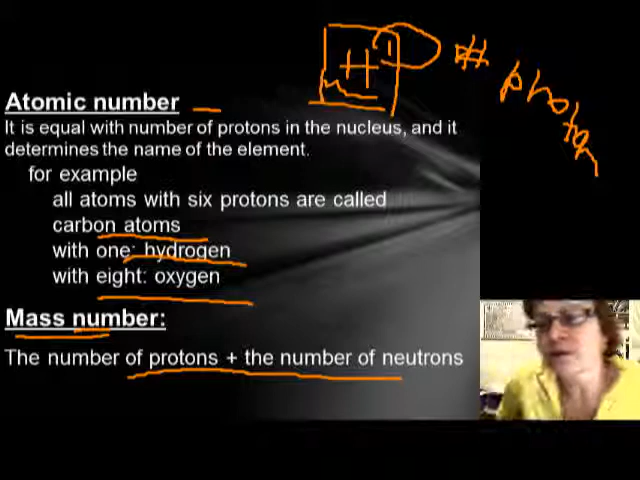 H 1 # proton
Atomic number
It is equal with number of protons in the nucleus, and it
determines the name of the element.
for example
all atoms with six protons are called
carbon atoms
with one: hydrogen
with eight: oxygen
Mass number:
The number of protons + the number of neutrons